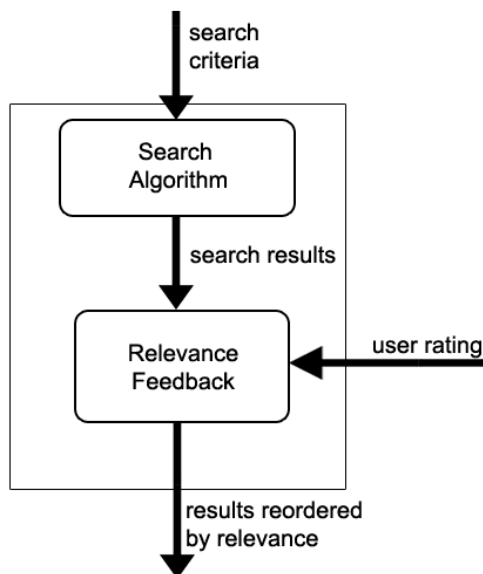 search
criteria
Search
Algorithm
search results
Relevance
Feedback
user rating
results reordered
by relevance